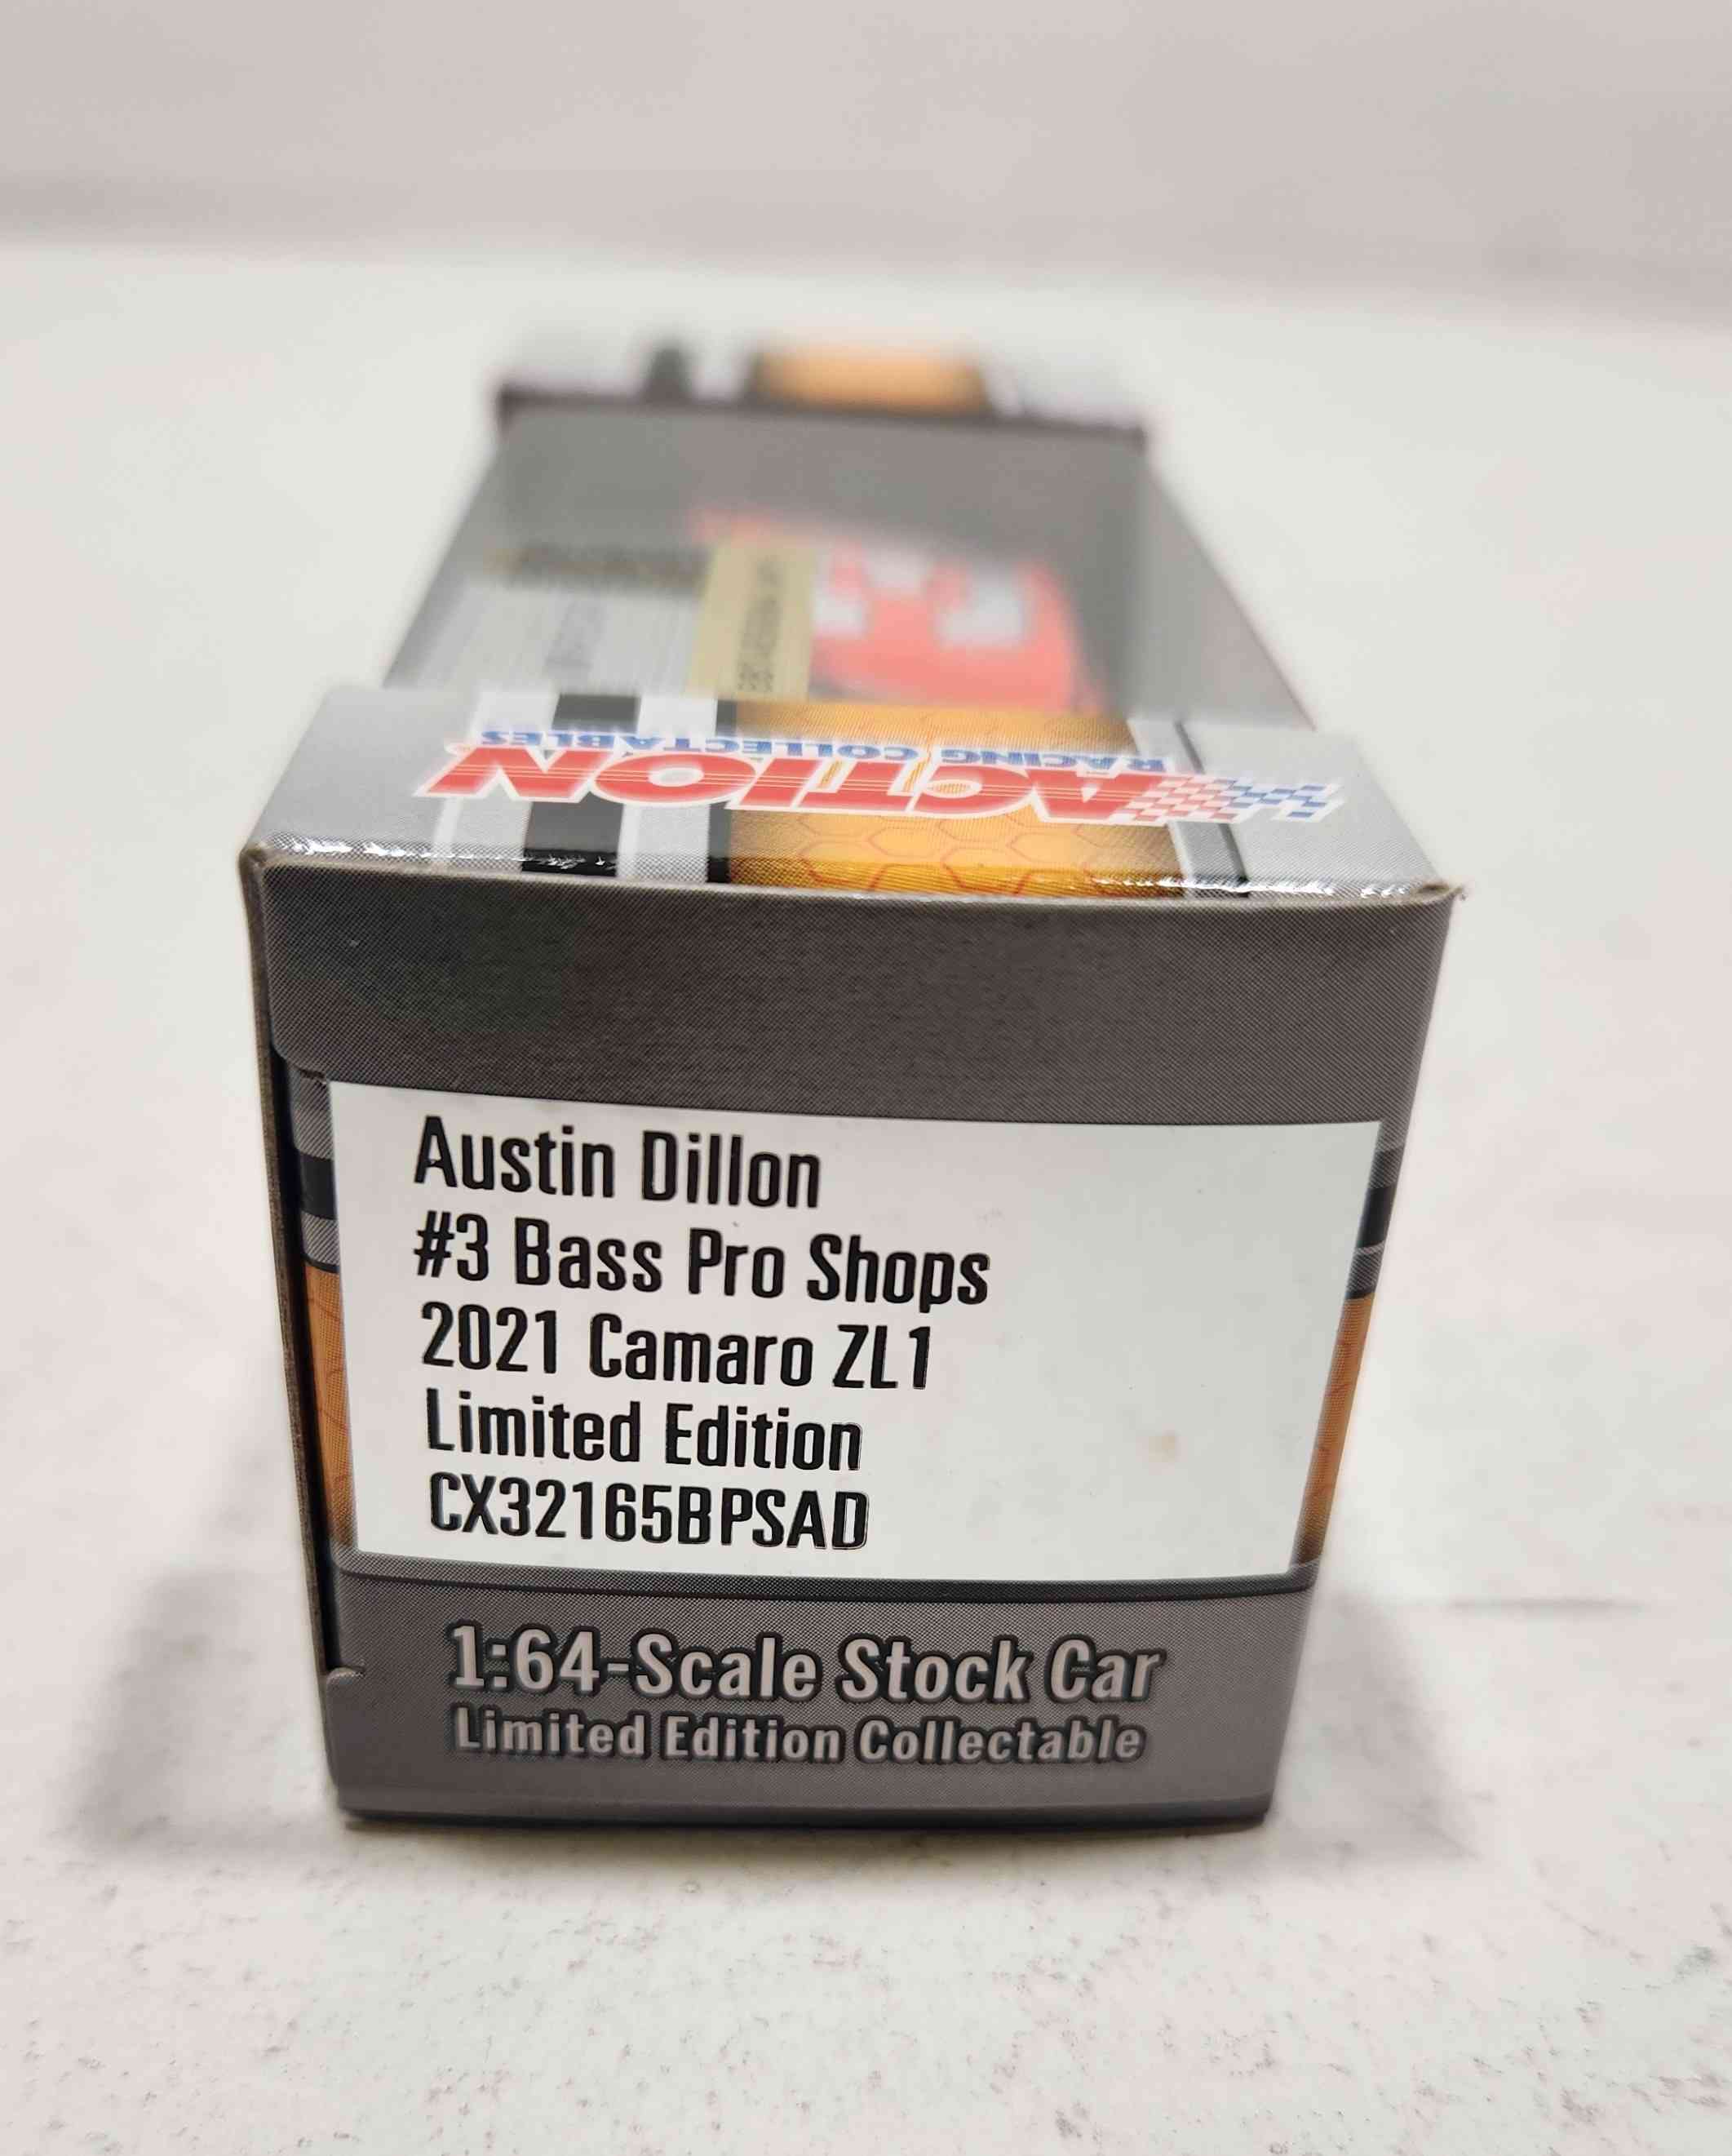 ACTION
RACING COLLECTABLES
Austin Dillon
#3 Bass Pro Shops
2021 Camaro ZL1
Limited Edition
CX32165BPSAD
1:64-Scale Stock Car
Limited Edition Collectable